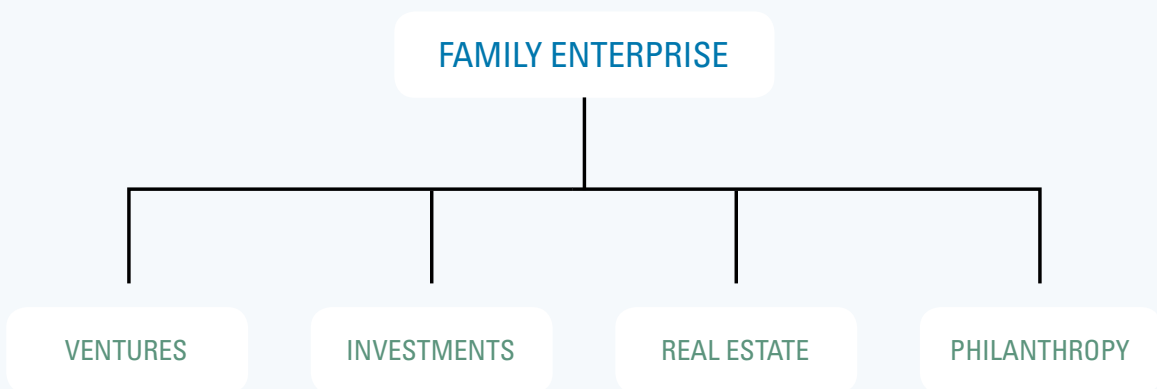 FAMILY ENTERPRISE
VENTURES
INVESTMENTS
REAL ESTATE
PHILANTHROPY